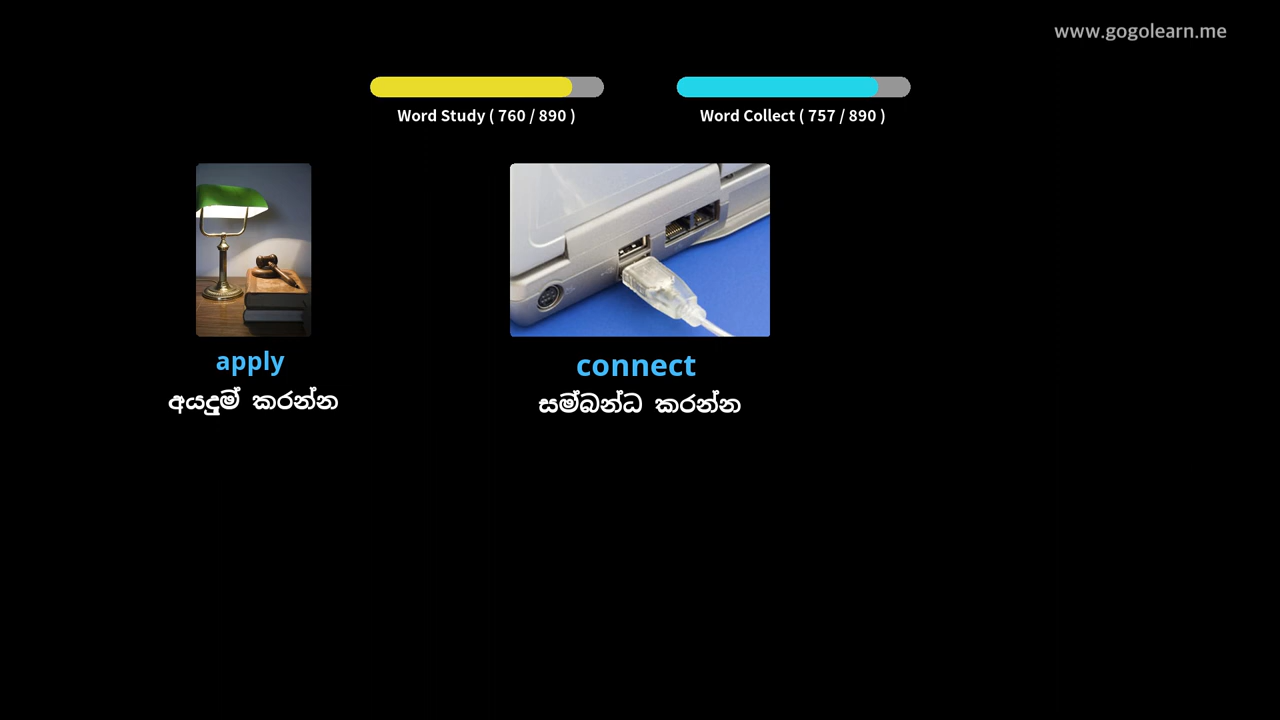 www.gogolearn.me
Word Study ( 760 / 890 )
Word Collect ( 757 / 890 )
apply
අයදුම් කරන්න
connect
සම්බන්ධ කරන්න